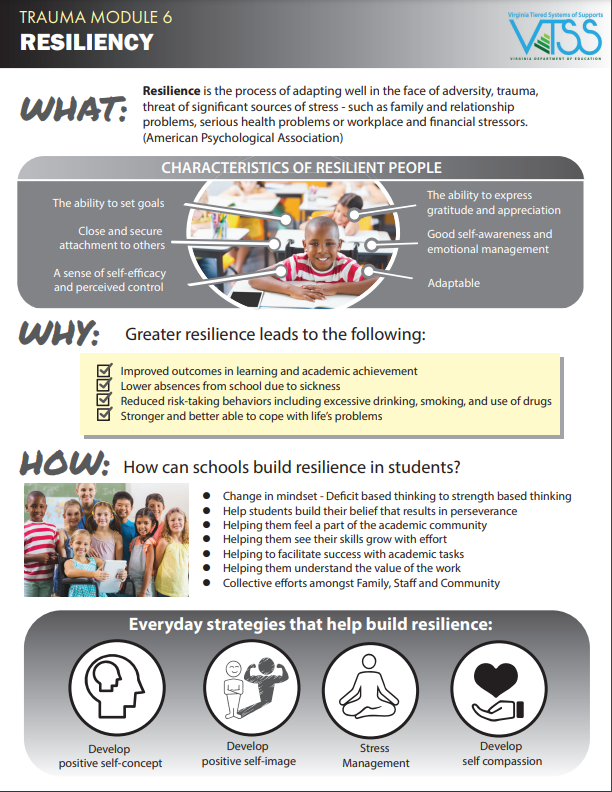 TRAUMA MODULE 6
RESILIENCY
Virginia Tiered Systems of Supports
VTSS
VIRGINIA DEPARTMENT OF EDUCATION
WHAT:
Resilience is the process of adapting well in the face of adversity, trauma,
threat of significant sources of stress - such as family and relationship
problems, serious health problems or workplace and financial stressors.
(American Psychological Association)
CHARACTERISTICS OF RESILIENT PEOPLE
The ability to set goals
Close and secure
attachment to others
A sense of self-efficacy
and perceived control
The ability to express
gratitude and appreciation
Good self-awareness and
emotional management
Adaptable
WHY:
Greater resilience leads to the following:
Improved outcomes in learning and academic achievement
Lower absences from school due to sickness
Reduced risk-taking behaviors including excessive drinking, smoking, and use of drugs
Stronger and better able to cope with life's problems
HOW:
How can schools build resilience in students?
Change in mindset - Deficit based thinking to strength based thinking
Help students build their belief that results in perseverance
Helping them feel a part of the academic community
Helping them see their skills grow with effort
Helping to facilitate success with academic tasks
Helping them understand the value of the work
Collective efforts amongst Family, Staff and Community
Everyday strategies that help build resilience:
Develop
positive self-concept
Develop
positive self-image
Stress
Management
Develop
self compassion